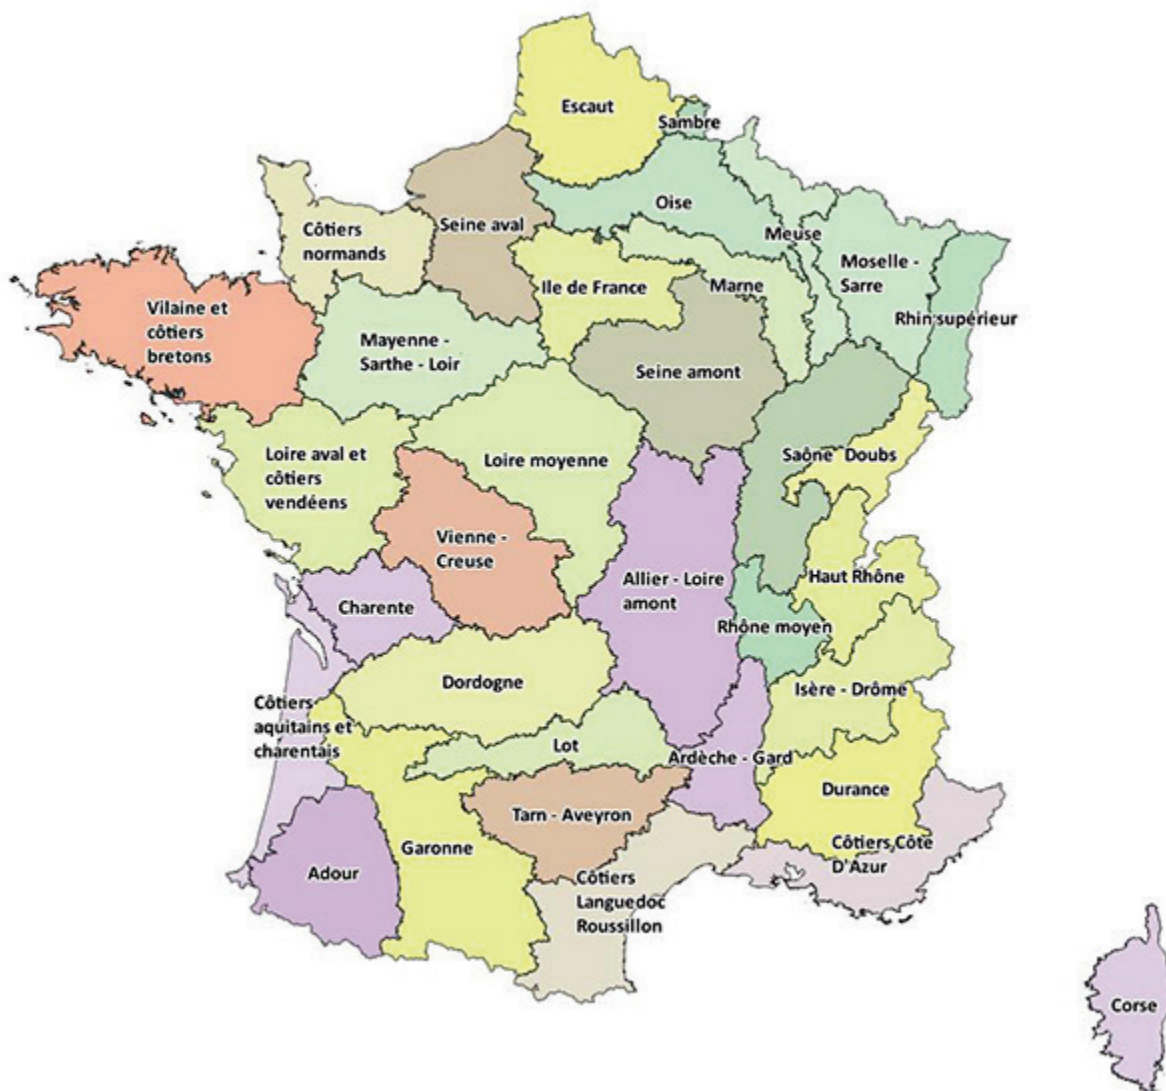 Escaut
Sambre
Oise
Seine aval
Côtiers
normands
Meuse
Moselle -
Sarre
Ile de France
Marne
Rhin supérieur
Vilaine et
côtiers
bretons
Mayenne -
Sarthe - Loir
Seine amont
Loire aval et
côtiers
vendéens
Loire moyenne
Saône
Doubs
Vienne -
Creuse
Allier - Loire
amont
Haut Rhône
Charente
Rhône moyen
Dordogne
Isère - Drôme
Côtiers
aquitains et
charentais
Lot
Ardèche - Gard
Durance
Tarn - Aveyron
Garonne
Côtiers Côte
D'Azur
Adour
Côtiers
Languedoc
Roussillon
Corse